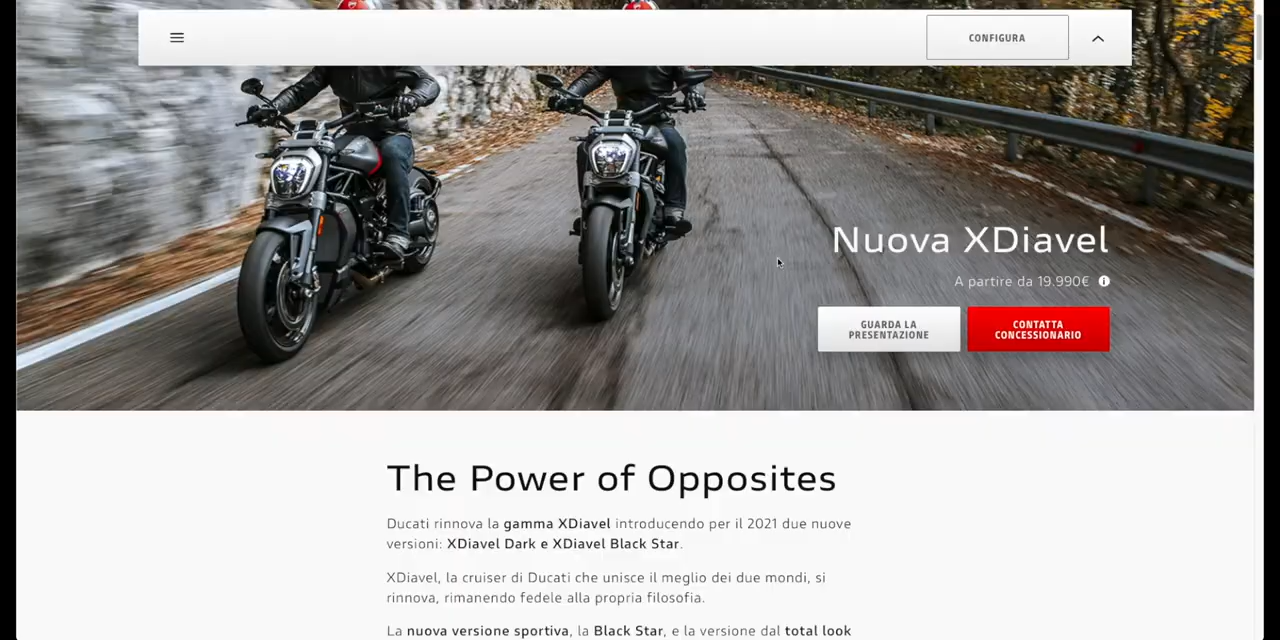 CONFIGURA
Nuova XDiavel
A partire da 19.990€
GUARDA LA
PRESENTAZIONE
CONTATTA
CONCESSIONARIO
The Power of Opposites
Ducati rinnova la gamma XDiavel introducendo per il 2021 due nuove
versioni: XDiavel Dark e XDiavel Black Star.
XDiavel, la cruiser di Ducati che unisce il meglio dei due mondi, si
rinnova, rimanendo fedele alla propria filosofia.
La nuova versione sportiva, la Black Star, e la versione dal total look